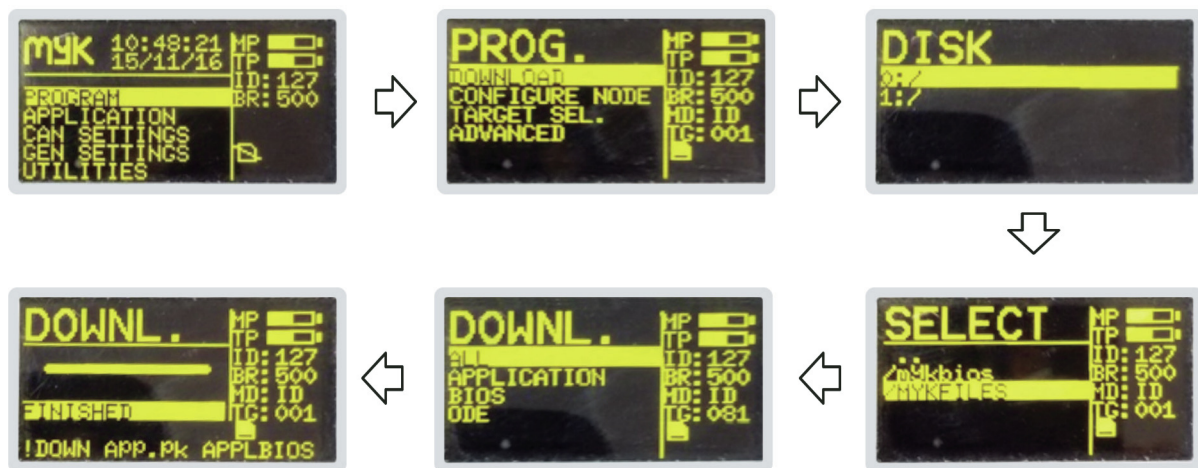 mYK 10:48:21 MP
15/11/16 TP
ID:127
PROGRAM BR:500
APPLICATION
CAN SETTINGS
GEN SETTINGS
UTILITIES
PROG. MP
TP
DOWNLOAD ID:127
CONFIGURE NODE BR:500
TARGET SEL. MD:ID
ADVANCED TG:001
DISK
0:/
1:/
SELECT MP
TP
.. ID:127
/mYkbios BR:500
/MYKFILES MD:ID
TG:001
DOWNL. MP
TP
ALL ID:127
APPLICATION BR:500
BIOS MD:ID
ODE TG:081
DOWNL. MP
TP
ID:127
BR:500
MD:ID
FINISHED TG:001
!DOWN APP.PK APPLBIOS